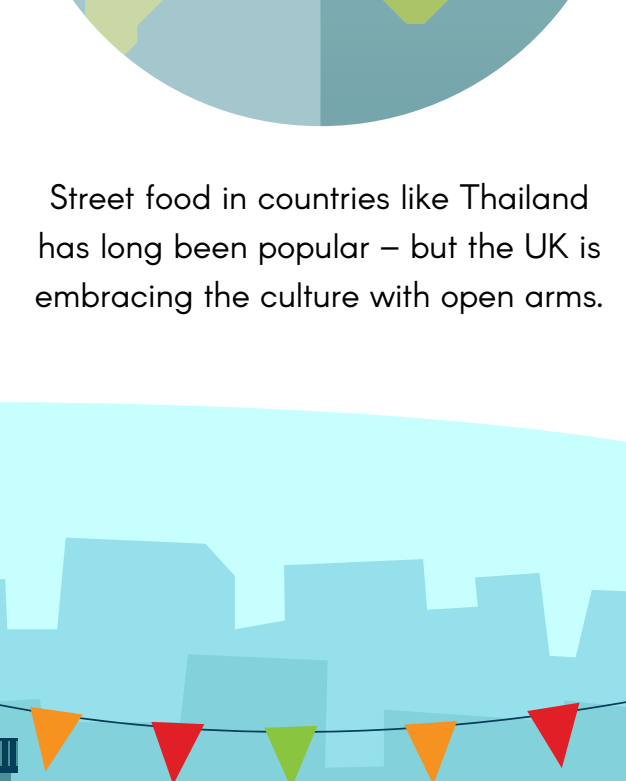 Street food in countries like Thailand
has long been popular – but the UK is
embracing the culture with open arms.